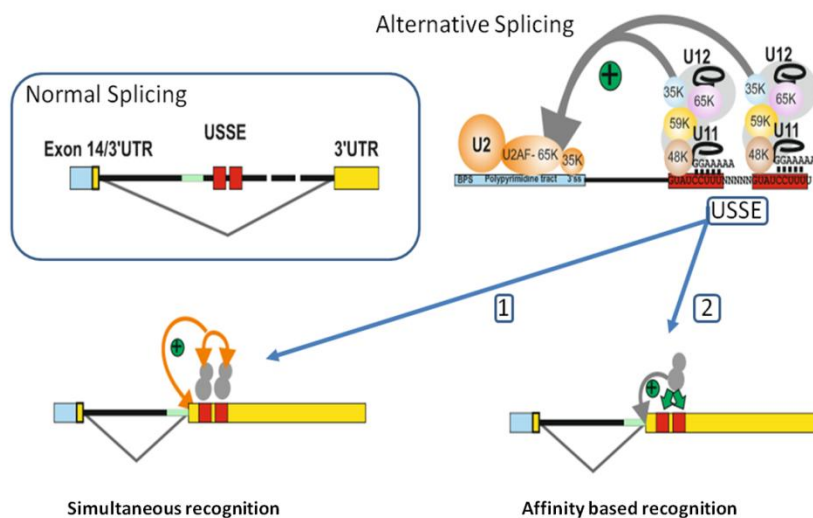 Alternative Splicing
Normal Splicing
USSE
Exon 14/3'UTR
3'UTR
+
U12
U12
35K
35K
65K
65K
59K
59K
U11
U11
48K
48K
GGAAAAA
GGAAAAA
U2
U2AF- 65K
35K
BPS Polypyrimidine tract 3'ss
GUAUCCUUUNNNNNGUAUCCUUUU
USSE
1
2
+
+
Simultaneous recognition
Affinity based recognition